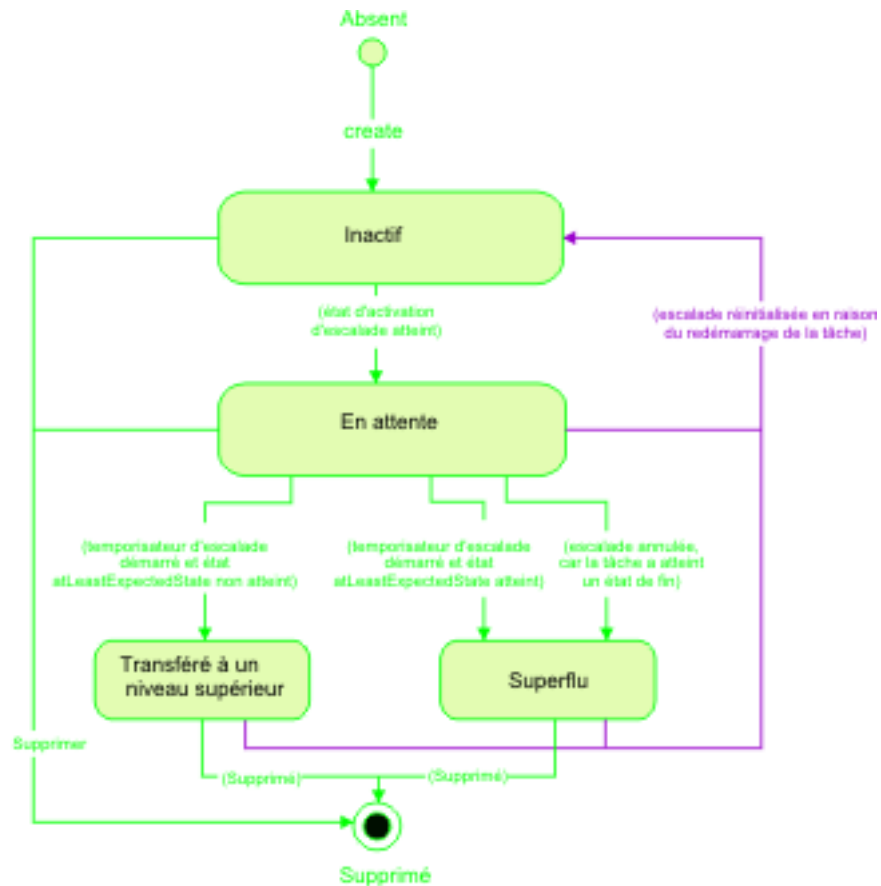 Absent
create
Inactif
(état d'activation
d'escalade atteint)
(escalade réinitialisée en raison
du redémarrage de la tâche)
En attente
(temporisateur d'escalade
démarré et état
atLeastExpectedState non atteint)
(temporisateur d'escalade
démarré et état
atLeastExpectedState atteint)
(escalade annulée,
car la tâche a atteint
un état de fin)
Transféré à un
niveau supérieur
Superflu
Supprimer
(Supprimé)
(Supprimé)
Supprimé